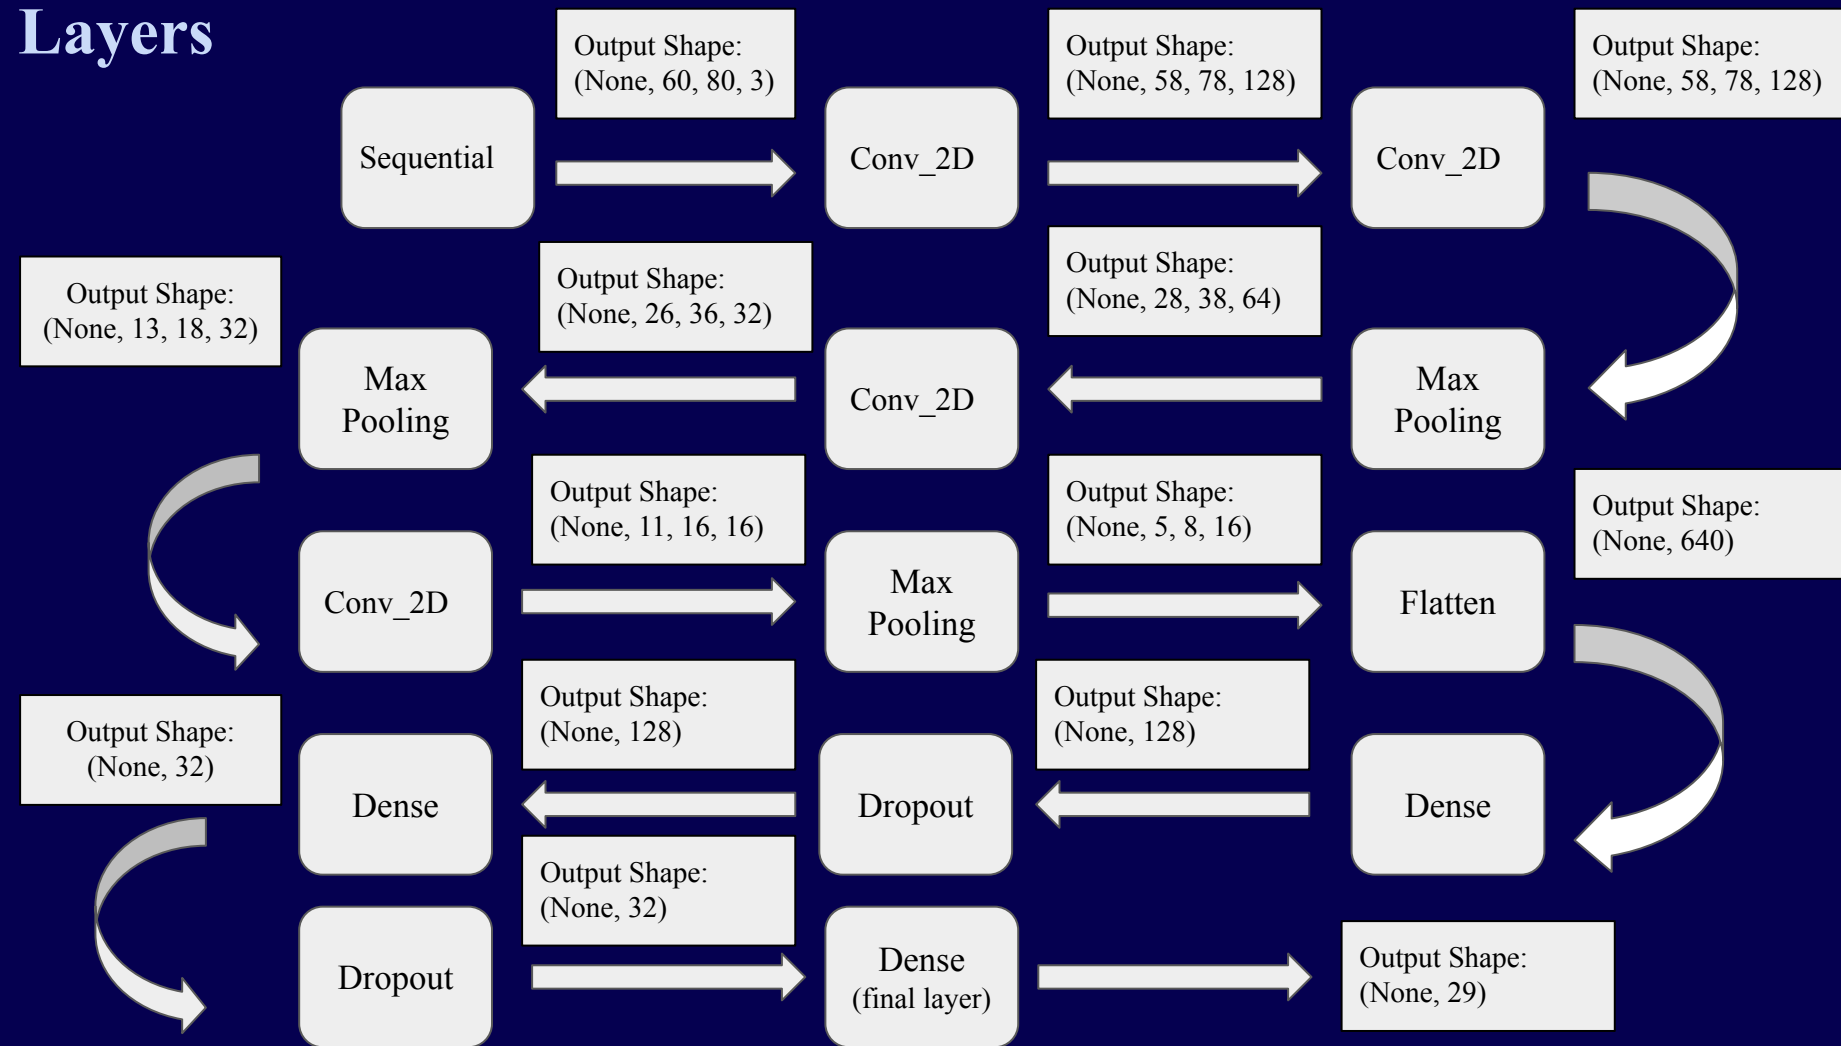 Layers
Sequential
Output Shape:
(None, 60, 80, 3)
Conv_2D
Output Shape:
(None, 58, 78, 128)
Conv_2D
Output Shape:
(None, 58, 78, 128)
Max
Pooling
Output Shape:
(None, 28, 38, 64)
Conv_2D
Output Shape:
(None, 26, 36, 32)
Max
Pooling
Output Shape:
(None, 13, 18, 32)
Conv_2D
Output Shape:
(None, 11, 16, 16)
Max
Pooling
Output Shape:
(None, 5, 8, 16)
Flatten
Output Shape:
(None, 640)
Dense
Output Shape:
(None, 128)
Dropout
Output Shape:
(None, 128)
Dense
Output Shape:
(None, 32)
Dropout
Output Shape:
(None, 32)
Dense
(final layer)
Output Shape:
(None, 29)